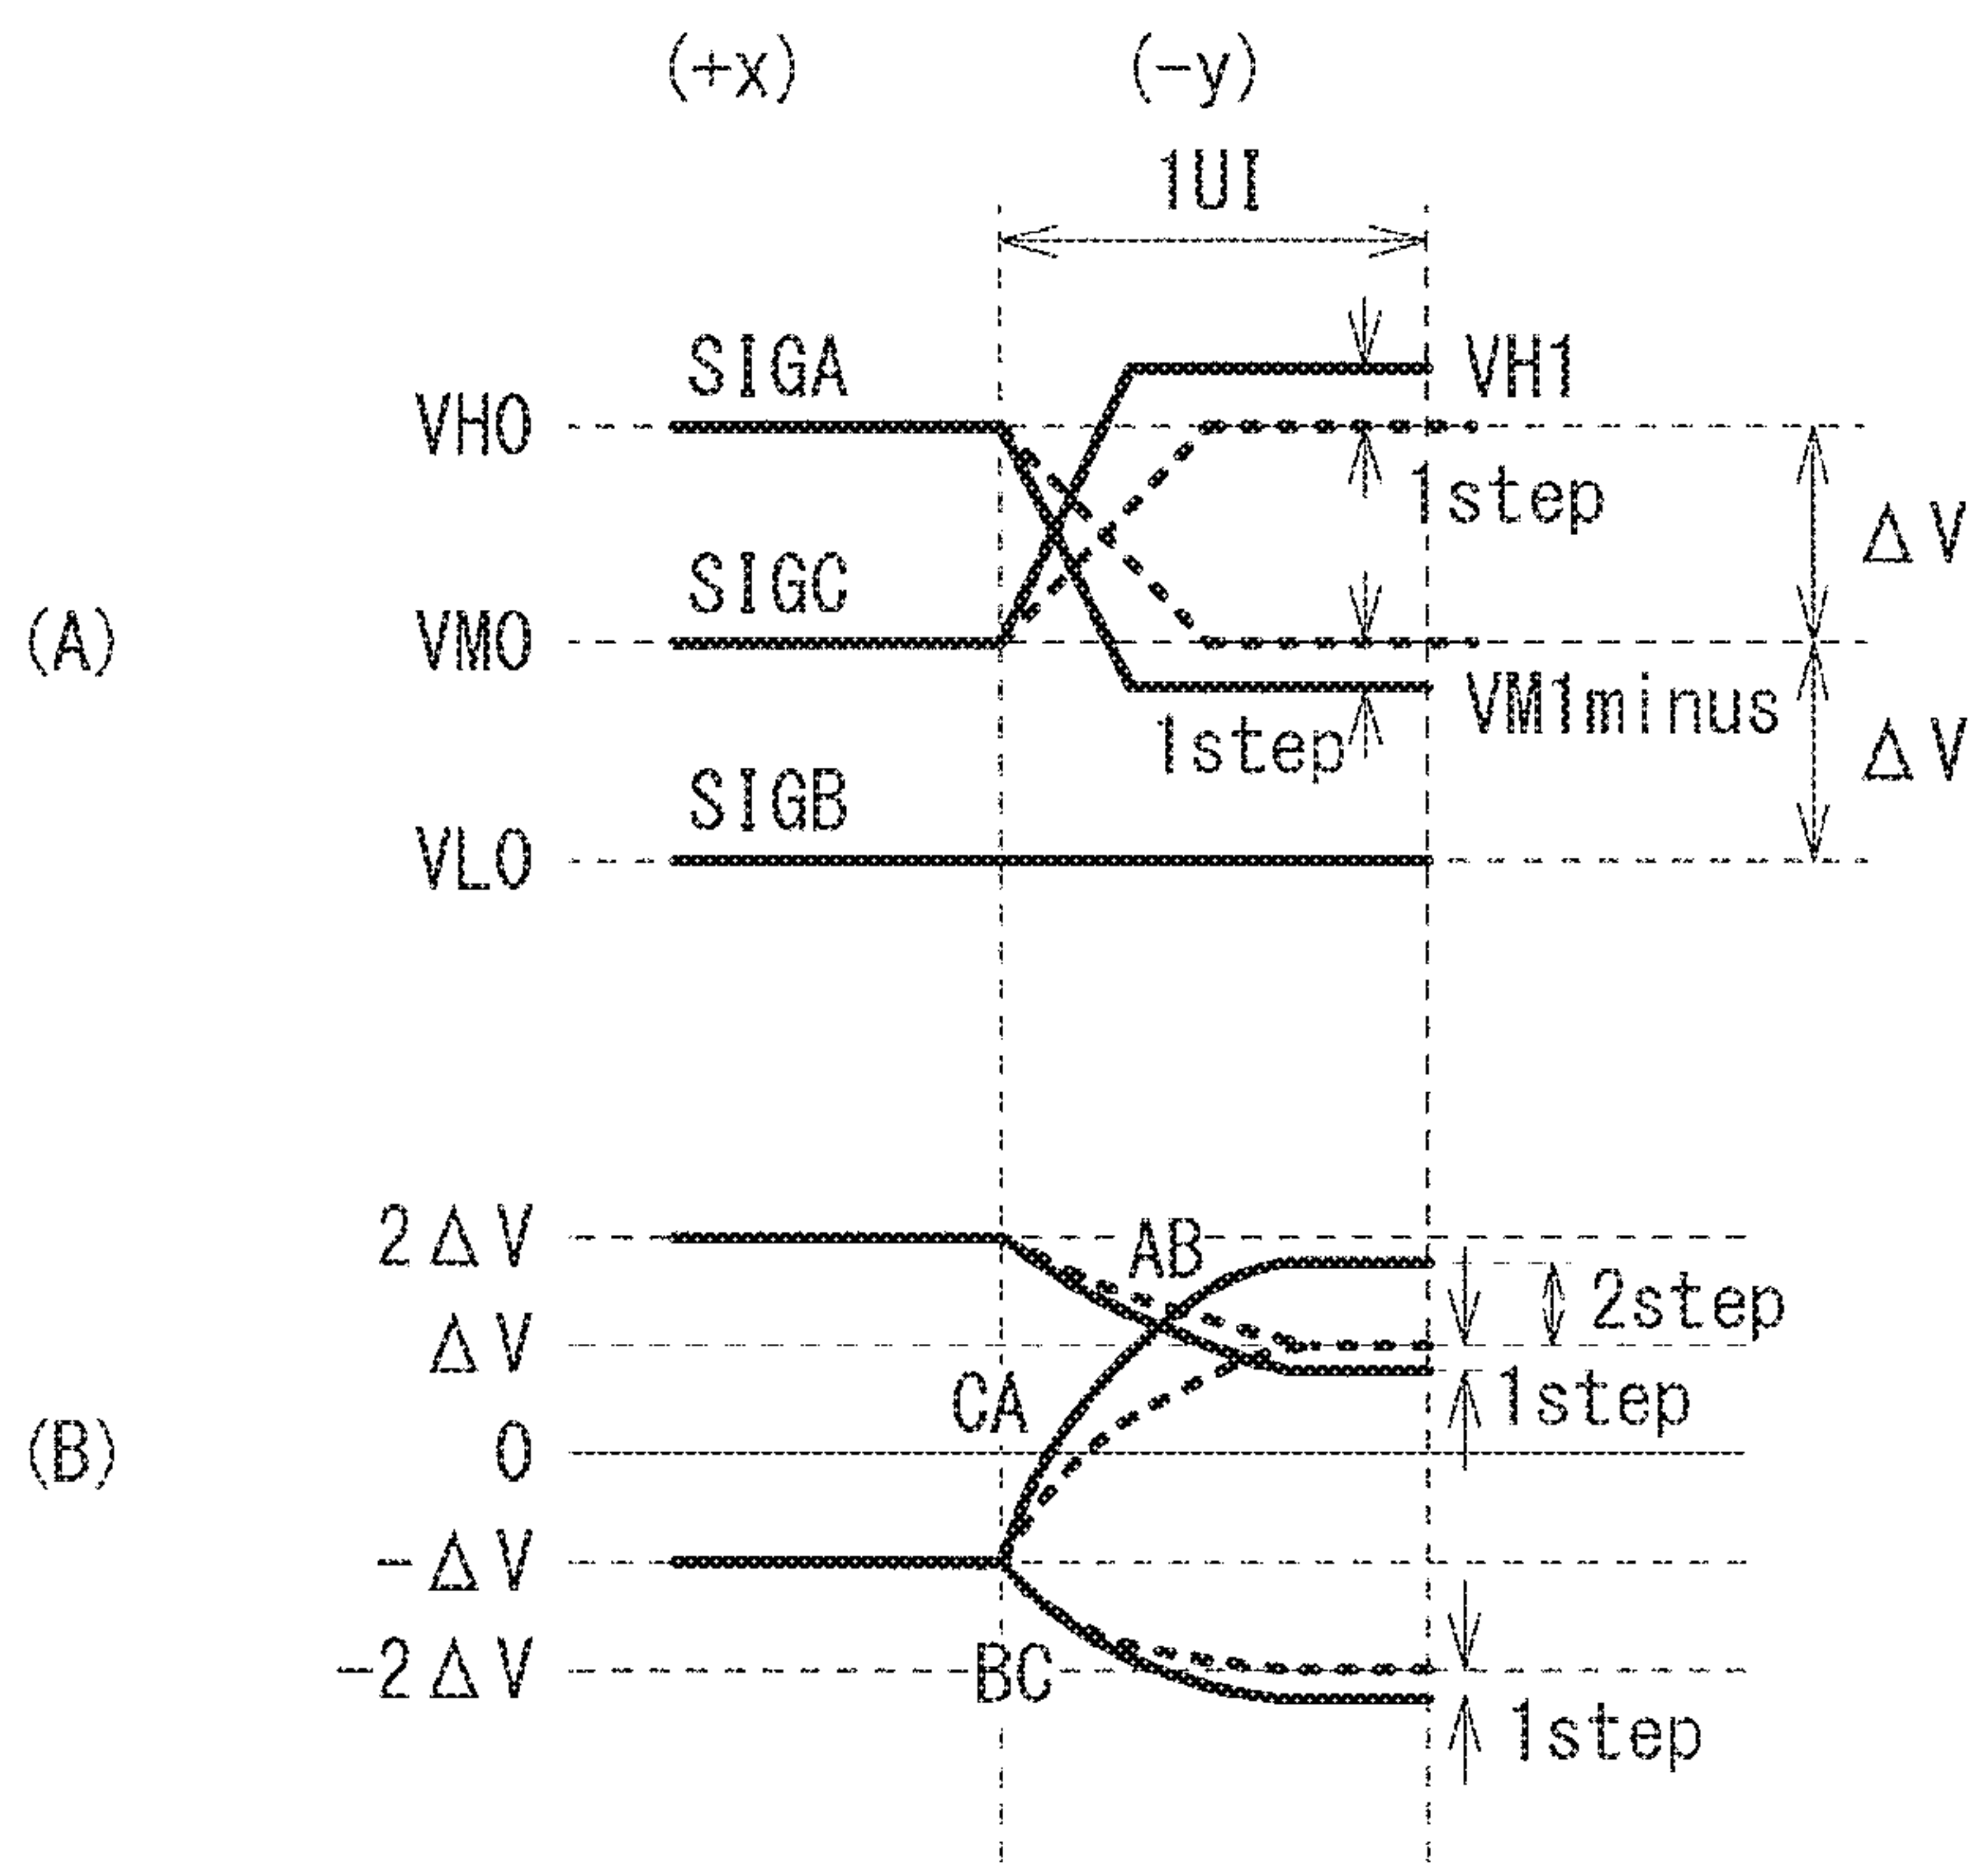 (+x) (-y)
1UI
SIGA VH1
VH0
1step
ΔV
SIGC
(A) VM0
VM1minus
1step ΔV
SIGB
VL0
2ΔV AB
2step
ΔV
CA 1step
(B) 0
-ΔV
-2ΔV BC
1step